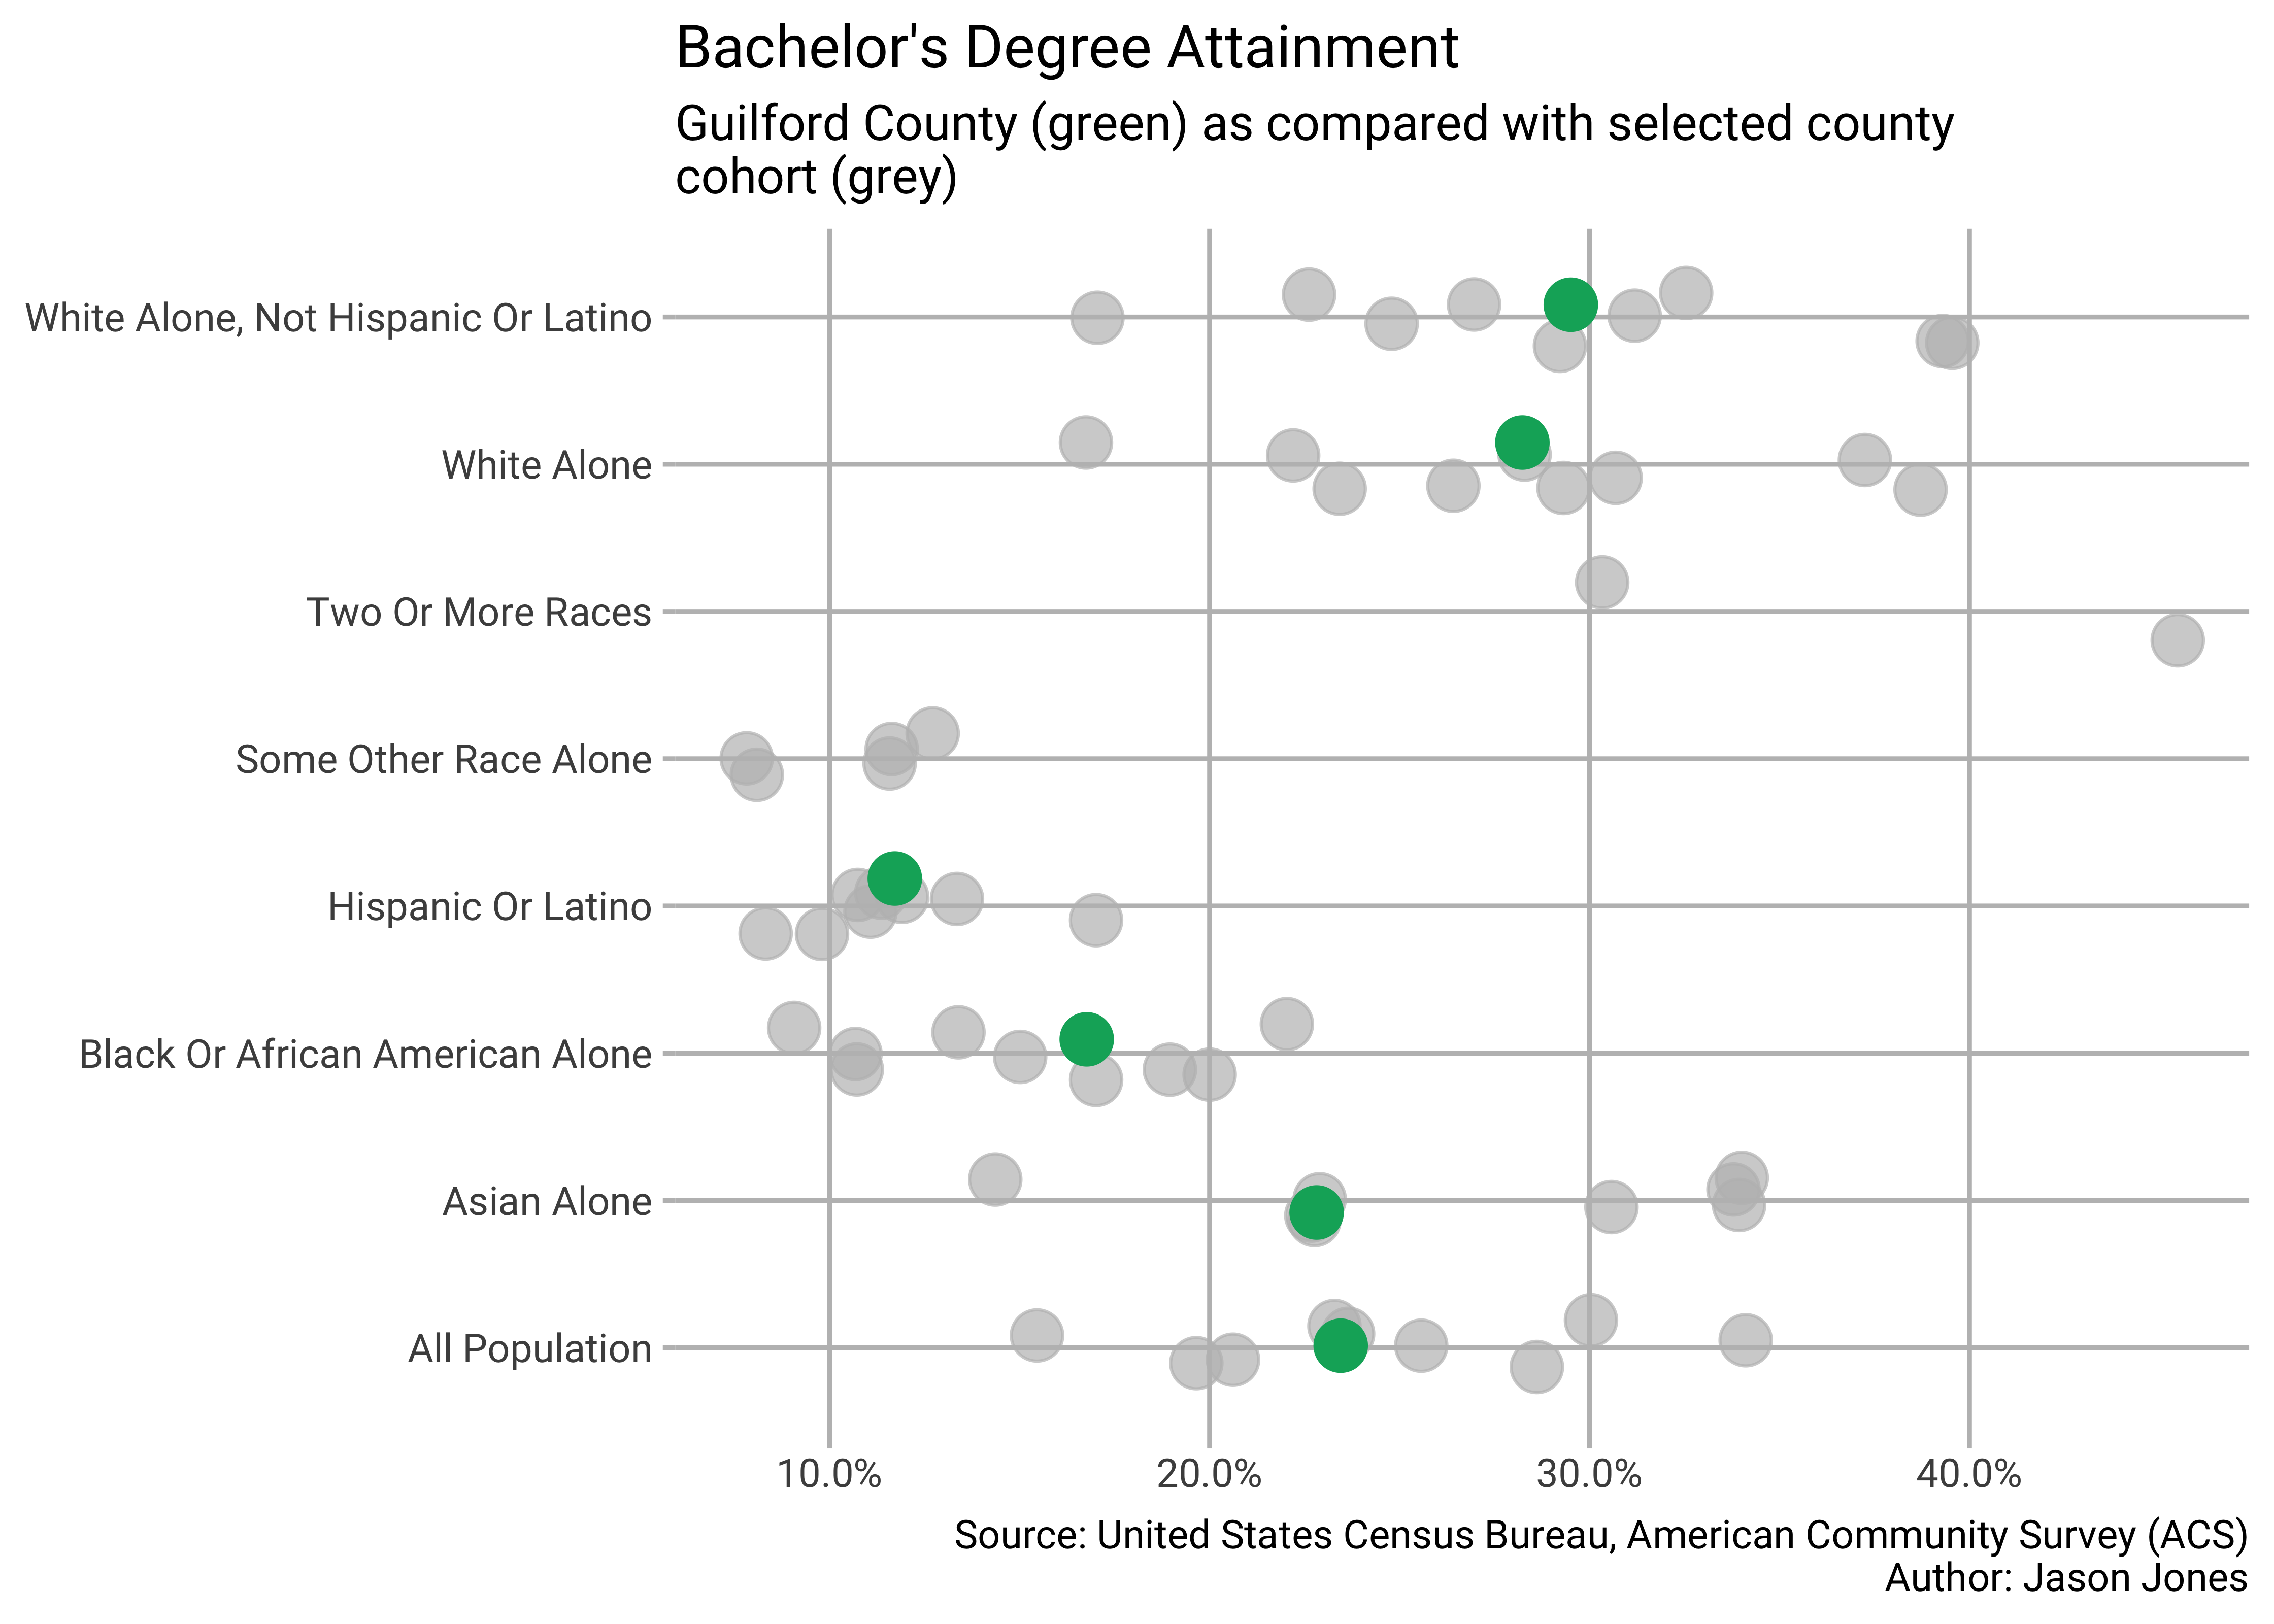 Bachelor's Degree Attainment
Guilford County (green) as compared with selected county
cohort (grey)
White Alone, Not Hispanic Or Latino
White Alone
Two Or More Races
Some Other Race Alone
Hispanic Or Latino
Black Or African American Alone
Asian Alone
All Population
10.0% 20.0% 30.0% 40.0%
Source: United States Census Bureau, American Community Survey (ACS)
Author: Jason Jones